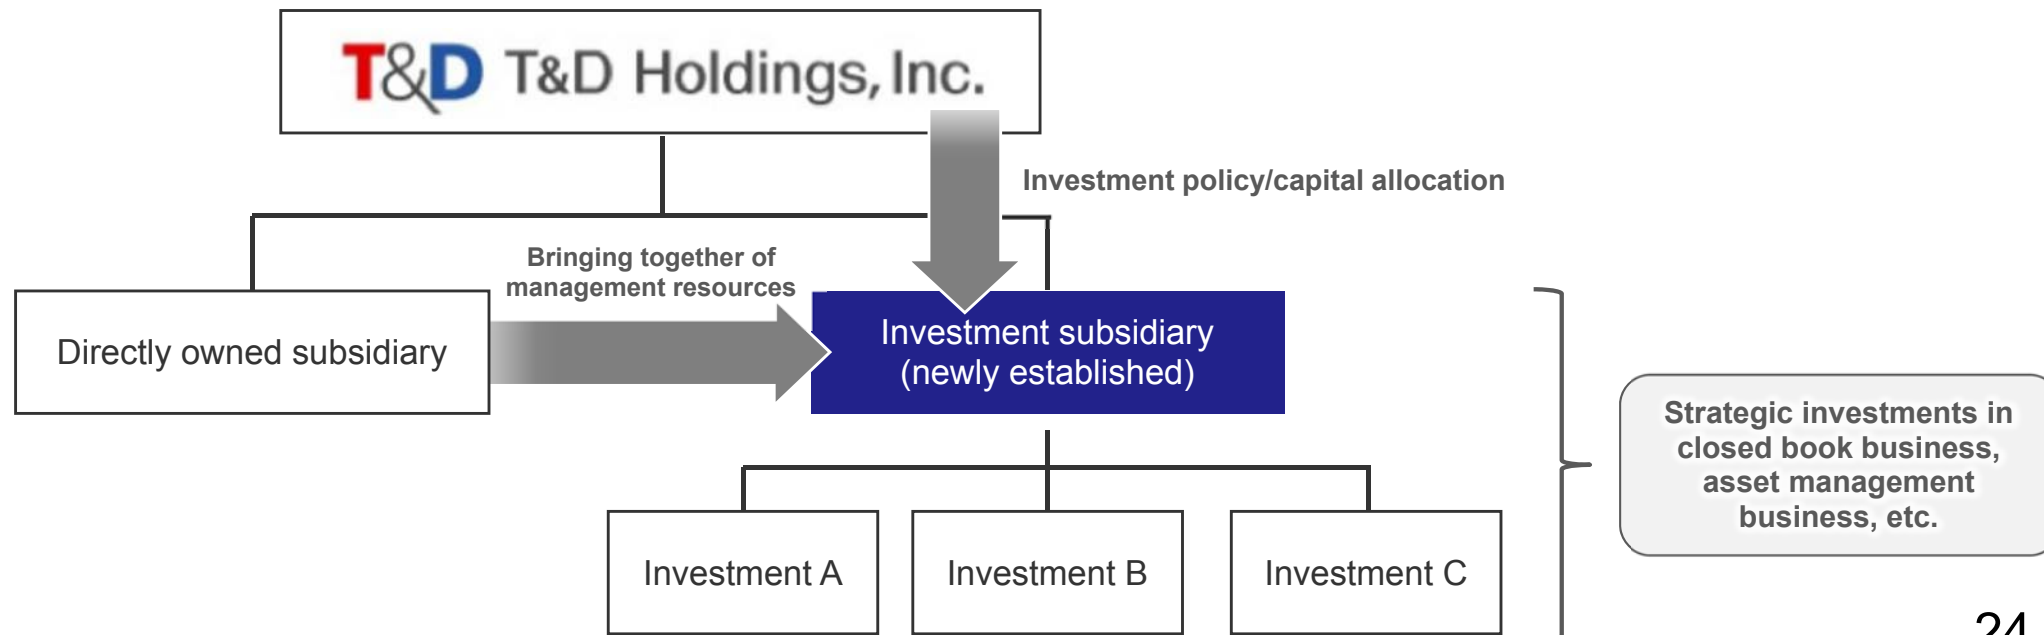 T&D T&D Holdings, Inc.
Investment policy/capital allocation
Bringing together of
management resources
Directly owned subsidiary
Investment subsidiary
(newly established)
Strategic investments in
closed book business,
asset management
business, etc.
Investment A
Investment B
Investment C
24